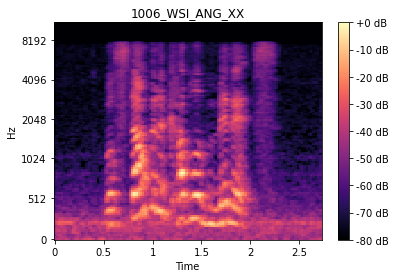 1006_WSI_ANG_XX
+0 dB
8192
-10 dB
-20 dB
4096
-30 dB
2048
-40 dB
Hz
1024
-50 dB
512
-60 dB
-70 dB
0
-80 dB
0 0.5 1 1.5 2 2.5
Time